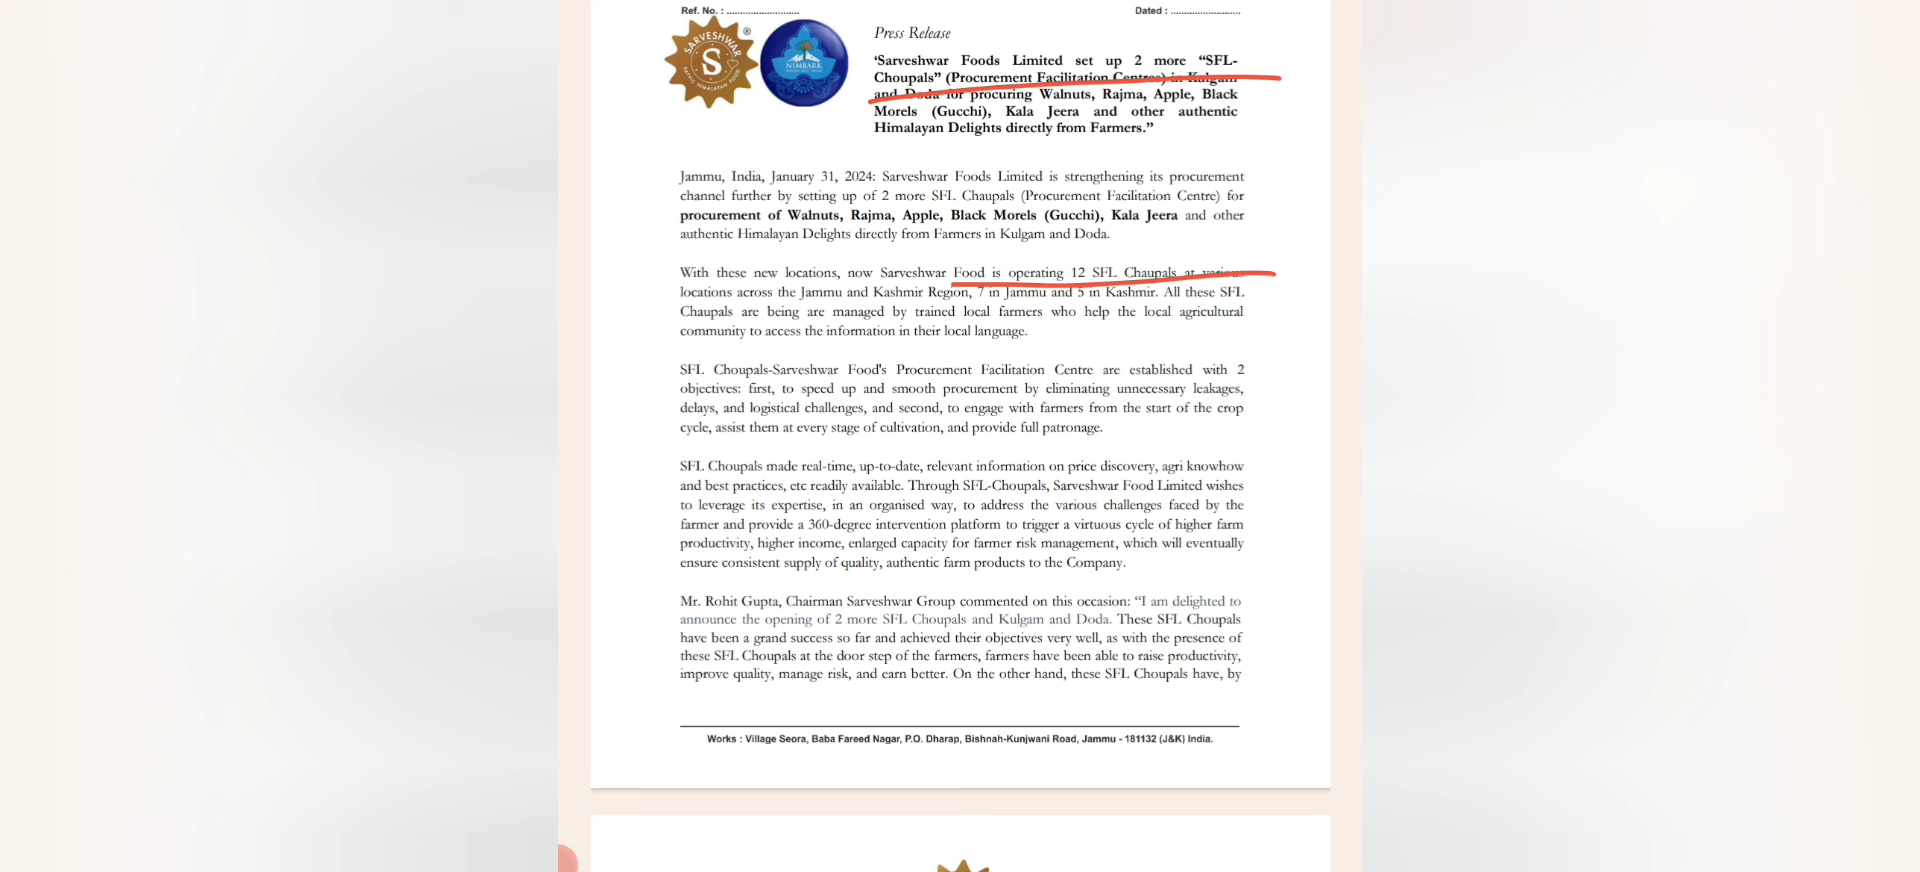 Ref. No. : ..........................
Dated : .........................
SARVESHWAR
S
SATVIC HIMALAYAN FOOD
®
NIMBARK
Press Release
‘Sarveshwar Foods Limited set up 2 more “SFL-
Choupals” (Procurement Facilitation Centres) in Kulgam
and Doda for procuring Walnuts, Rajma, Apple, Black
Morels (Gucchi), Kala Jeera and other authentic
Himalayan Delights directly from Farmers.”
Jammu, India, January 31, 2024: Sarveshwar Foods Limited is strengthening its procurement
channel further by setting up of 2 more SFL Chaupals (Procurement Facilitation Centre) for
procurement of Walnuts, Rajma, Apple, Black Morels (Gucchi), Kala Jeera and other
authentic Himalayan Delights directly from Farmers in Kulgam and Doda.
With these new locations, now Sarveshwar Food is operating 12 SFL Chaupals at various
locations across the Jammu and Kashmir Region, 7 in Jammu and 5 in Kashmir. All these SFL
Chaupals are being are managed by trained local farmers who help the local agricultural
community to access the information in their local language.
SFL Choupals-Sarveshwar Food's Procurement Facilitation Centre are established with 2
objectives: first, to speed up and smooth procurement by eliminating unnecessary leakages,
delays, and logistical challenges, and second, to engage with farmers from the start of the crop
cycle, assist them at every stage of cultivation, and provide full patronage.
SFL Choupals made real-time, up-to-date, relevant information on price discovery, agri knowhow
and best practices, etc readily available. Through SFL-Choupals, Sarveshwar Food Limited wishes
to leverage its expertise, in an organised way, to address the various challenges faced by the
farmer and provide a 360-degree intervention platform to trigger a virtuous cycle of higher farm
productivity, higher income, enlarged capacity for farmer risk management, which will eventually
ensure consistent supply of quality, authentic farm products to the Company.
Mr. Rohit Gupta, Chairman Sarveshwar Group commented on this occasion: “I am delighted to
announce the opening of 2 more SFL Choupals and Kulgam and Doda. These SFL Choupals
have been a grand success so far and achieved their objectives very well, as with the presence of
these SFL Choupals at the door step of the farmers, farmers have been able to raise productivity,
improve quality, manage risk, and earn better. On the other hand, these SFL Choupals have, by
Works : Village Seora, Baba Fareed Nagar, P.O. Dharap, Bishnah-Kunjwani Road, Jammu - 181132 (J&K) India.